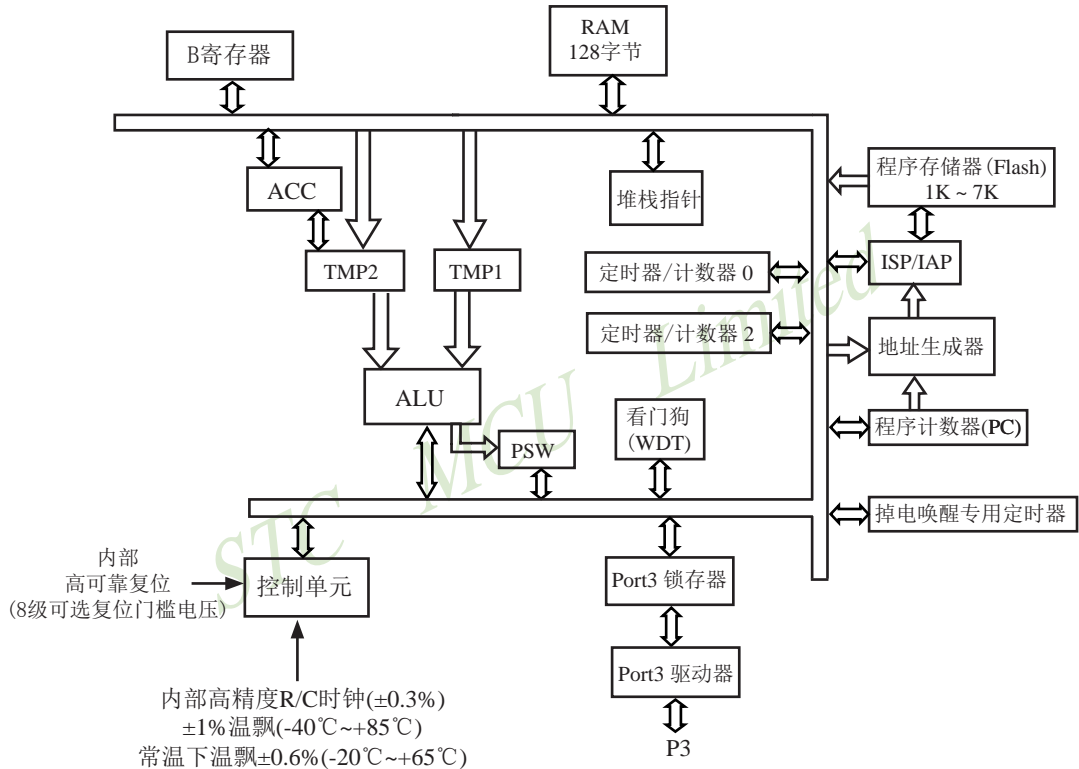 RAM
128字节
B寄存器
程序存储器(Flash)
1K ~ 7K
ACC
堆栈指针
TMP2
TMP1
定时器/计数器 0
ISP/IAP
定时器/计数器 2
地址生成器
ALU
看门狗
(WDT)
程序计数器(PC)
PSW
掉电唤醒专用定时器
STC MCU Limited
内部
高可靠复位
(8级可选复位门槛电压)
控制单元
Port3 锁存器
Port3 驱动器
内部高精度R/C时钟(±0.3%)
±1%温飘(-40℃~+85℃)
常温下温飘±0.6%(-20℃~+65℃)
P3